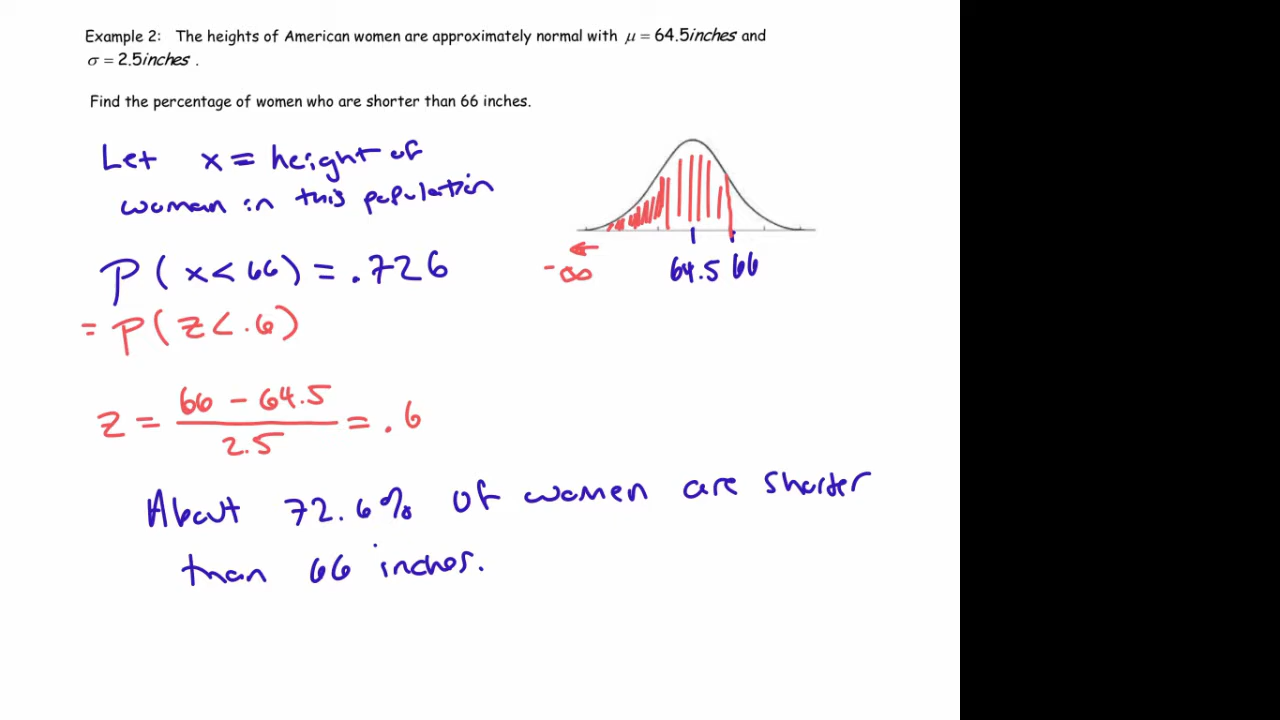 Example 2: The heights of American women are approximately normal with μ = 64.5inches and
σ = 2.5inches .
Find the percentage of women who are shorter than 66 inches.
Let x = height of
woman in this population
P( x < 66 ) = .726
= P( z < .6 )
-∞
64.5 66
z = 66 - 64.5 / 2.5 = .6
About 72.6% of women are shorter
than 66 inches.